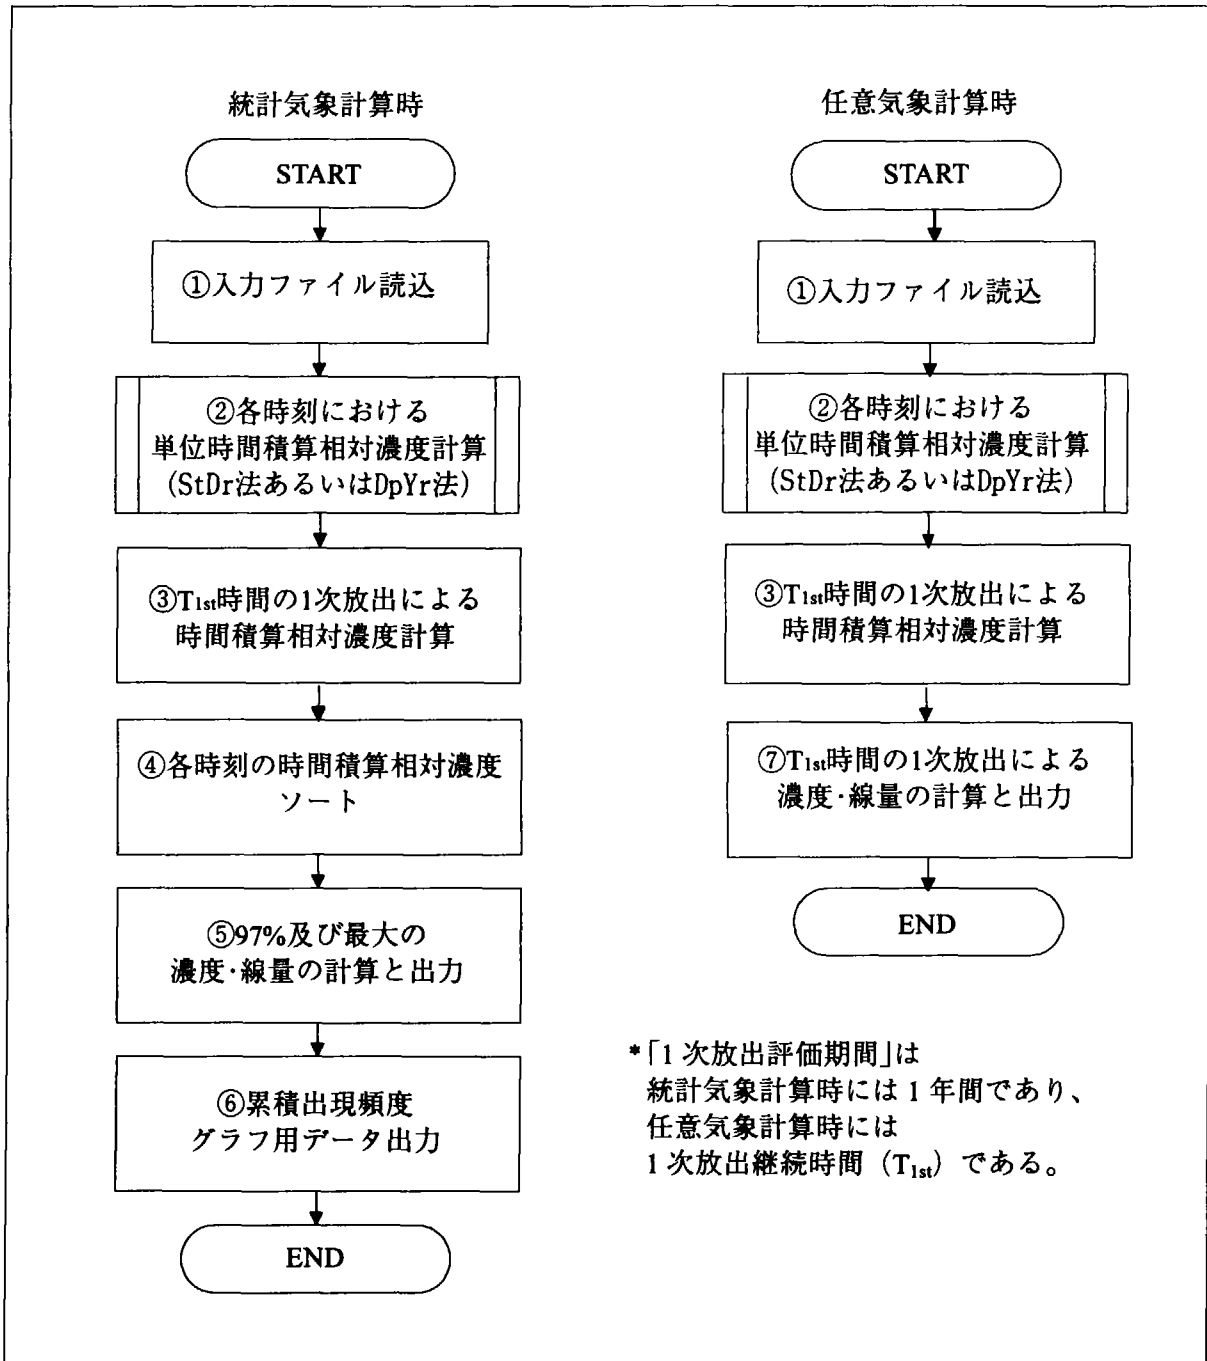 統計気象計算時
START
①入力ファイル読込
②各時刻における
単位時間積算相対濃度計算
(StDr法あるいはDpYr法)
③T1st時間の1次放出による
時間積算相対濃度計算
④各時刻の時間積算相対濃度
ソート
⑤97%及び最大の
濃度·線量の計算と出力
⑥累積出現頻度
グラフ用データ出力
END
任意気象計算時
START
①入力ファイル読込
②各時刻における
単位時間積算相対濃度計算
(StDr法あるいはDpYr法)
③T1st時間の1次放出による
時間積算相対濃度計算
⑦T1st時間の1次放出による
濃度·線量の計算と出力
END
*「1 次放出評価期間」は
統計気象計算時には 1 年間であり、
任意気象計算時には
1 次放出継続時間（T1st）である。